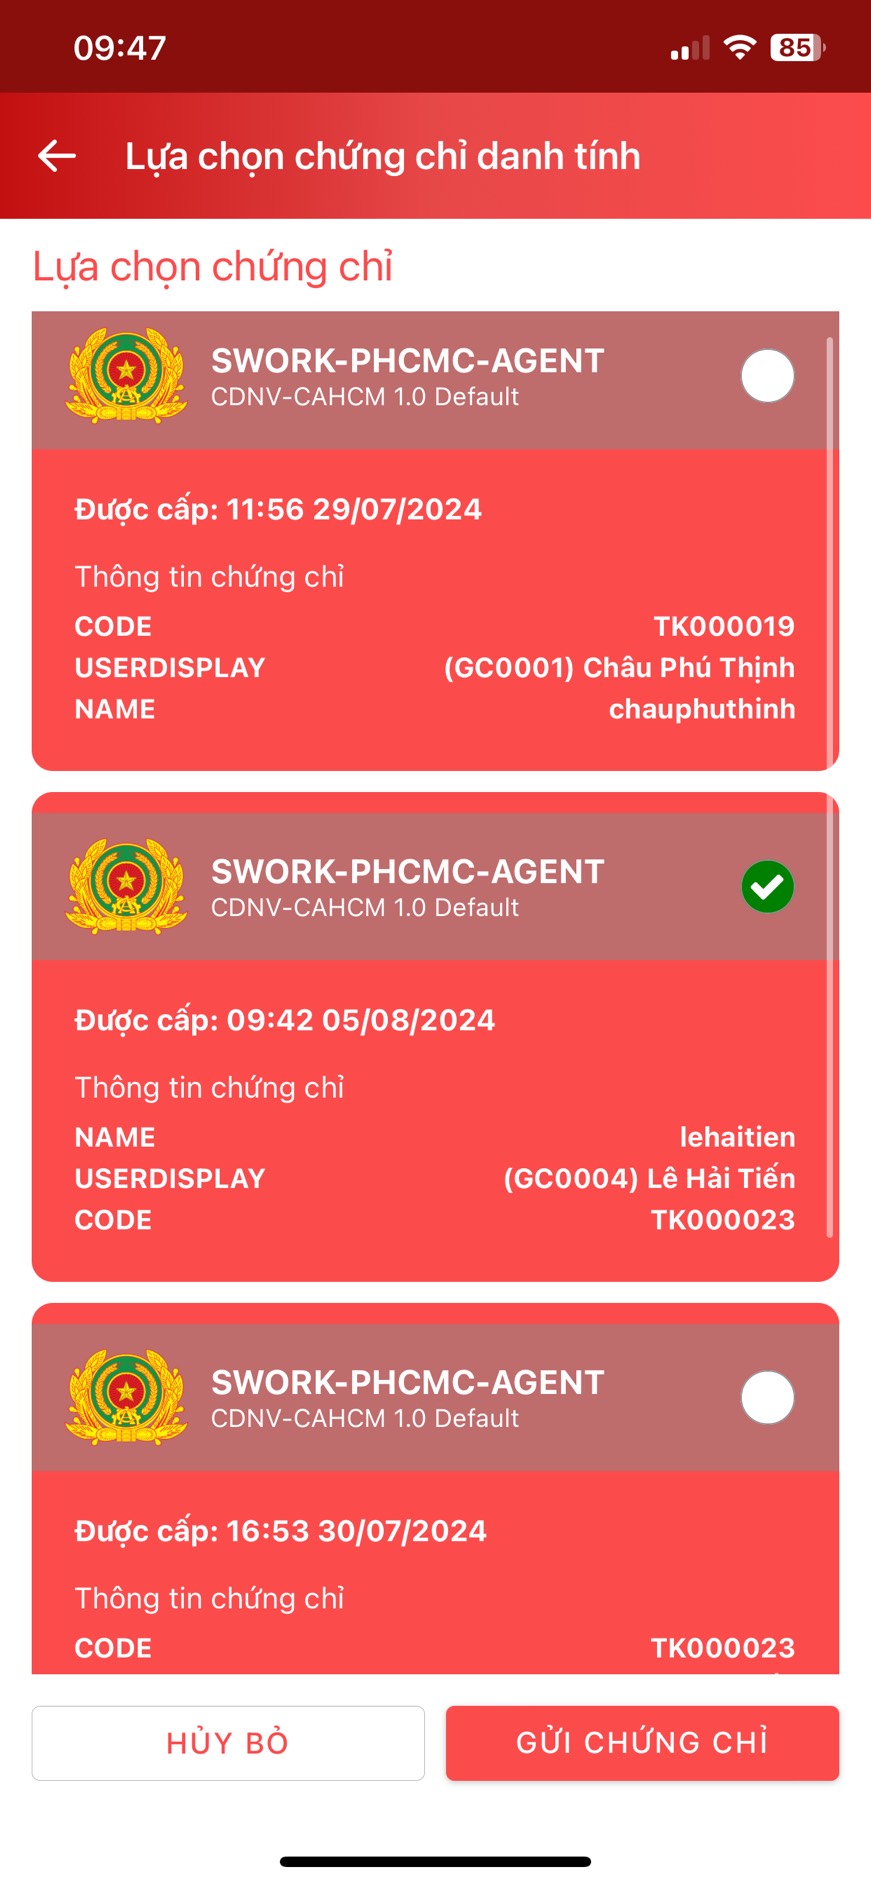 09:47
85
Lựa chọn chứng chỉ danh tính
Lựa chọn chứng chỉ
SWORK-PHCMC-AGENT
CDNV-CAHCM 1.0 Default
Được cấp: 11:56 29/07/2024
Thông tin chứng chỉ
CODE TK000019
USERDISPLAY (GC0001) Châu Phú Thịnh
NAME chauphuthinh
SWORK-PHCMC-AGENT
CDNV-CAHCM 1.0 Default
Được cấp: 09:42 05/08/2024
Thông tin chứng chỉ
NAME lehaitien
USERDISPLAY (GC0004) Lê Hải Tiến
CODE TK000023
SWORK-PHCMC-AGENT
CDNV-CAHCM 1.0 Default
Được cấp: 16:53 30/07/2024
Thông tin chứng chỉ
CODE TK000023
HỦY BỎ
GỬI CHỨNG CHỈ